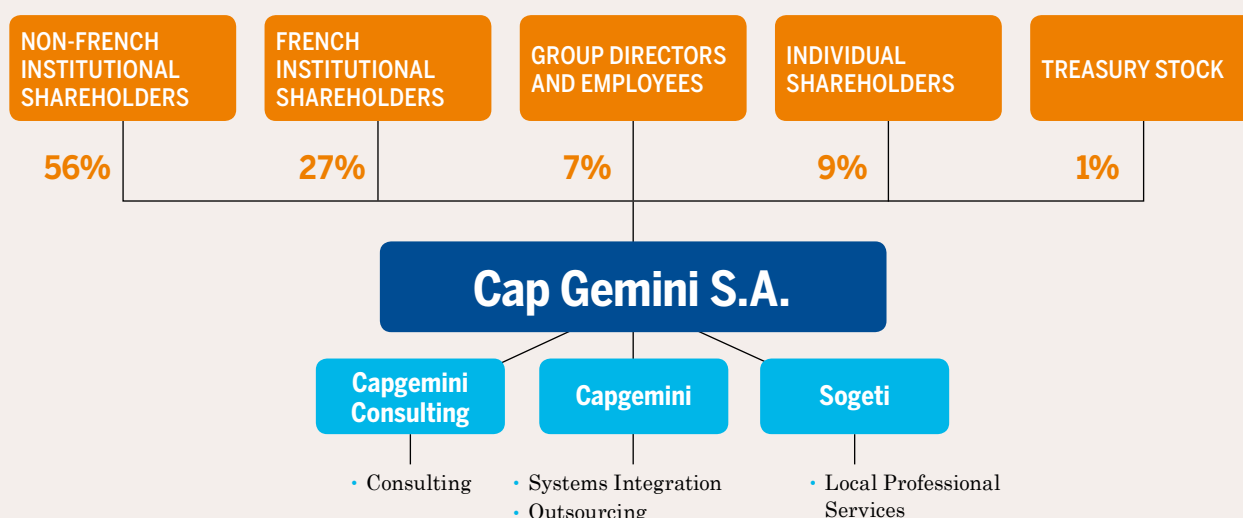 NON-FRENCH
INSTITUTIONAL
SHAREHOLDERS
FRENCH
INSTITUTIONAL
SHAREHOLDERS
GROUP DIRECTORS
AND EMPLOYEES
INDIVIDUAL
SHAREHOLDERS
TREASURY STOCK
56%
27%
7%
9%
1%
Cap Gemini S.A.
Capgemini
Consulting
Capgemini
Sogeti
• Consulting
• Systems Integration
• Outsourcing
• Local Professional
Services